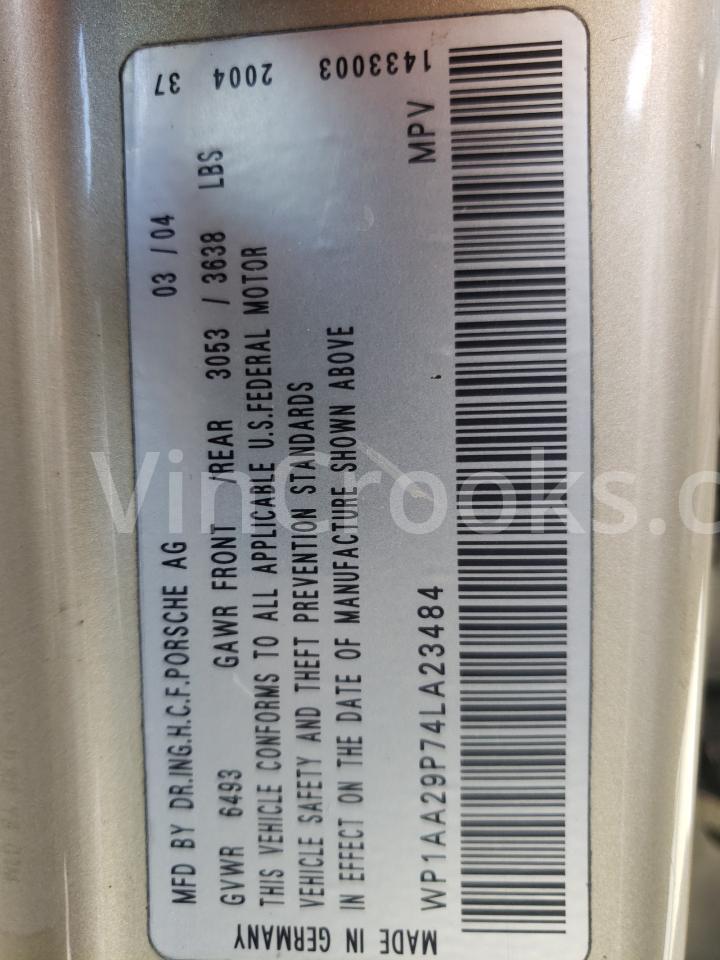 MFD BY DR.ING.H.C.F.PORSCHE AG 03 / 04
GVWR 6493 GAWR FRONT /REAR 3053 / 3638 LBS
THIS VEHICLE CONFORMS TO ALL APPLICABLE U.S.FEDERAL MOTOR
VEHICLE SAFETY AND THEFT PREVENTION STANDARDS
IN EFFECT ON THE DATE OF MANUFACTURE SHOWN ABOVE
WP1AA29P74LA23484 MPV
MADE IN GERMANY
37 2004 1433003
VinCrooks.c